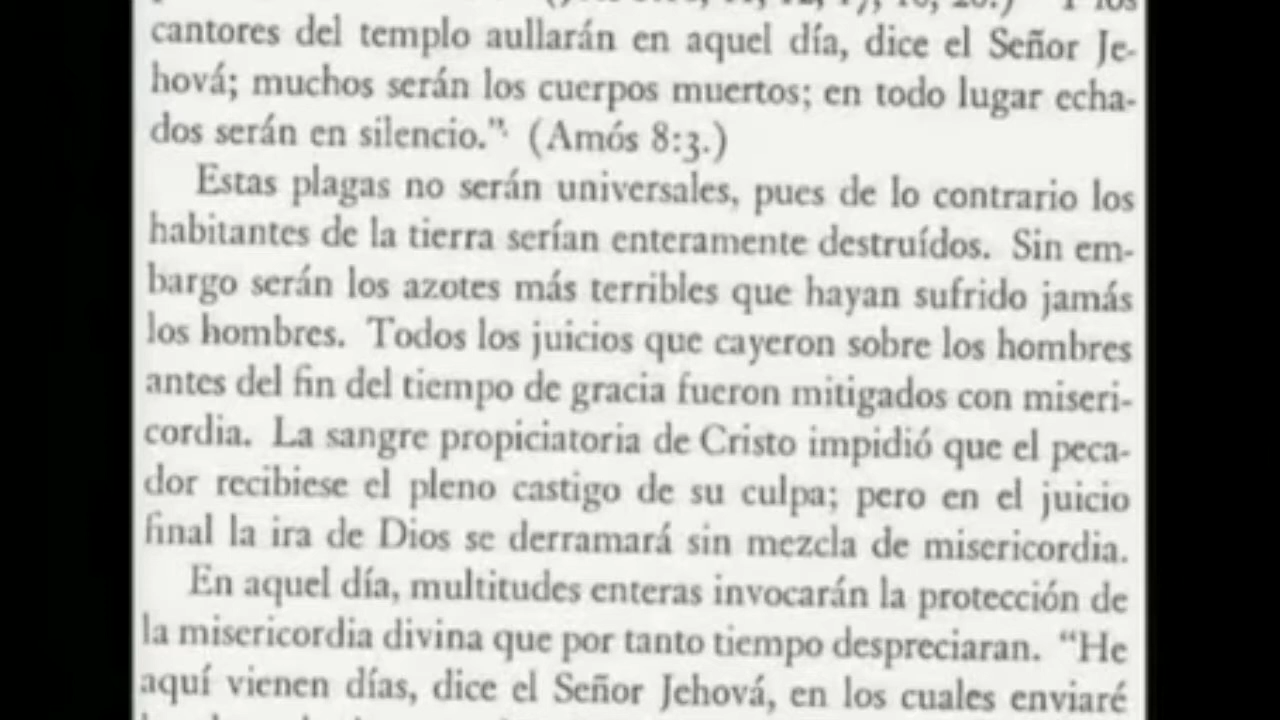 Y los
cantores del templo aullarán en aquel día, dice el Señor Je-
hová; muchos serán los cuerpos muertos; en todo lugar echa-
dos serán en silencio." (Amós 8:3.)
Estas plagas no serán universales, pues de lo contrario los
habitantes de la tierra serían enteramente destruídos. Sin em-
bargo serán los azotes más terribles que hayan sufrido jamás
los hombres. Todos los juicios que cayeron sobre los hombres
antes del fin del tiempo de gracia fueron mitigados con miseri-
cordia. La sangre propiciatoria de Cristo impidió que el peca-
dor recibiese el pleno castigo de su culpa; pero en el juicio
final la ira de Dios se derramará sin mezcla de misericordia.
En aquel día, multitudes enteras invocarán la protección de
la misericordia divina que por tanto tiempo despreciaran. "He
aquí vienen días, dice el Señor Jehová, en los cuales enviaré